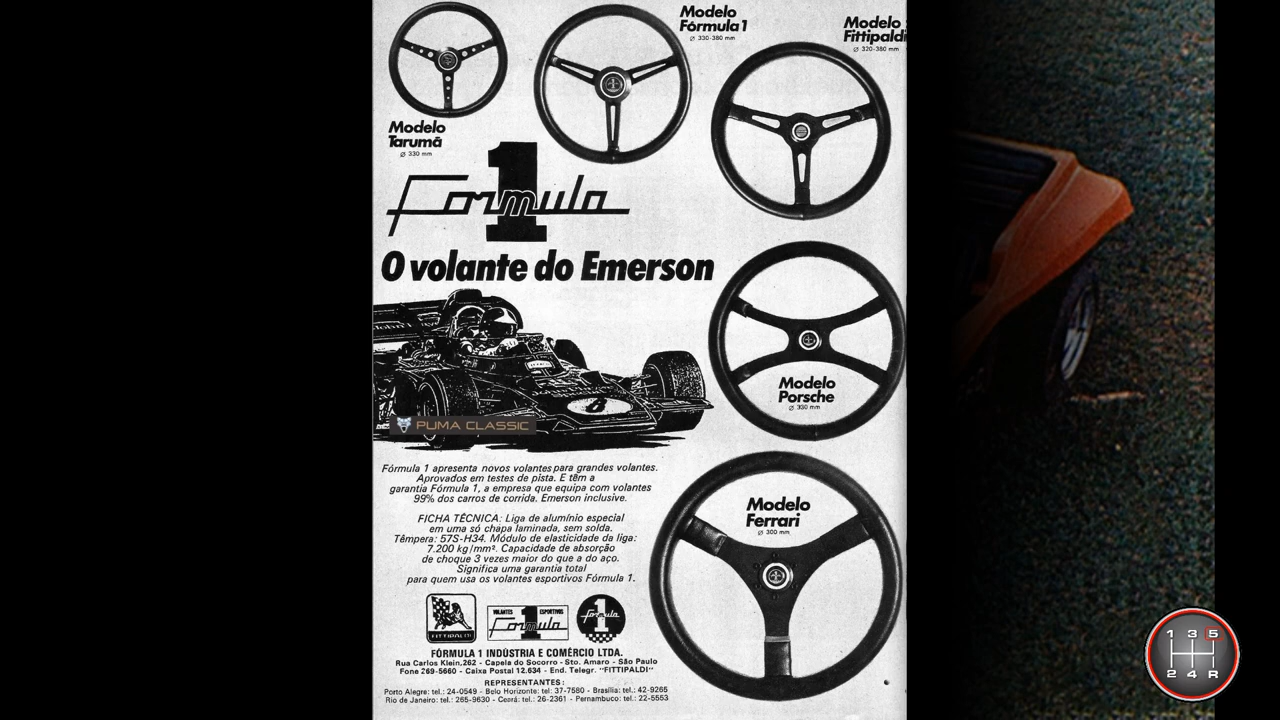 Modelo
Fórmula 1
Ø 330-380 mm
Modelo
Fittipaldi
Ø 320-380 mm
Modelo
Tarumã
Ø 330 mm
Formula 1
O volante do Emerson
Modelo
Porsche
Ø 330 mm
8
PUMA CLASSIC
Fórmula 1 apresenta novos volantes para grandes volantes.
Aprovados em testes de pista. E têm a
garantia Fórmula 1, a empresa que equipa com volantes
99% dos carros de corrida. Emerson inclusive.
Modelo
Ferrari
Ø 300 mm
FICHA TÉCNICA: Liga de alumínio especial
em uma só chapa laminada, sem solda.
Têmpera: 57S-H34. Módulo de elasticidade da liga:
7.200 kg/mm². Capacidade de absorção
de choque 3 vezes maior do que a do aço.
Significa uma garantia total
para quem usa os volantes esportivos Fórmula 1.
FITTIPALDI
VOLANTES ESPORTIVOS
Formula 1
Formula 1
FÓRMULA 1 INDÚSTRIA E COMÉRCIO LTDA.
Rua Carlos Klein, 262 - Capela do Socorro - Sto. Amaro - São Paulo
Fone 269-5660 - Caixa Postal 12.634 - End. Telegr. "FITTIPALDI"
REPRESENTANTES:
Porto Alegre: tel.: 24-0549 - Belo Horizonte: tel: 37-7580 - Brasília: tel.: 42-9265
Rio de Janeiro: tel.: 265-9630 - Ceará: tel.: 26-2361 - Pernambuco: tel.: 22-5553
1 3 5
2 4 R